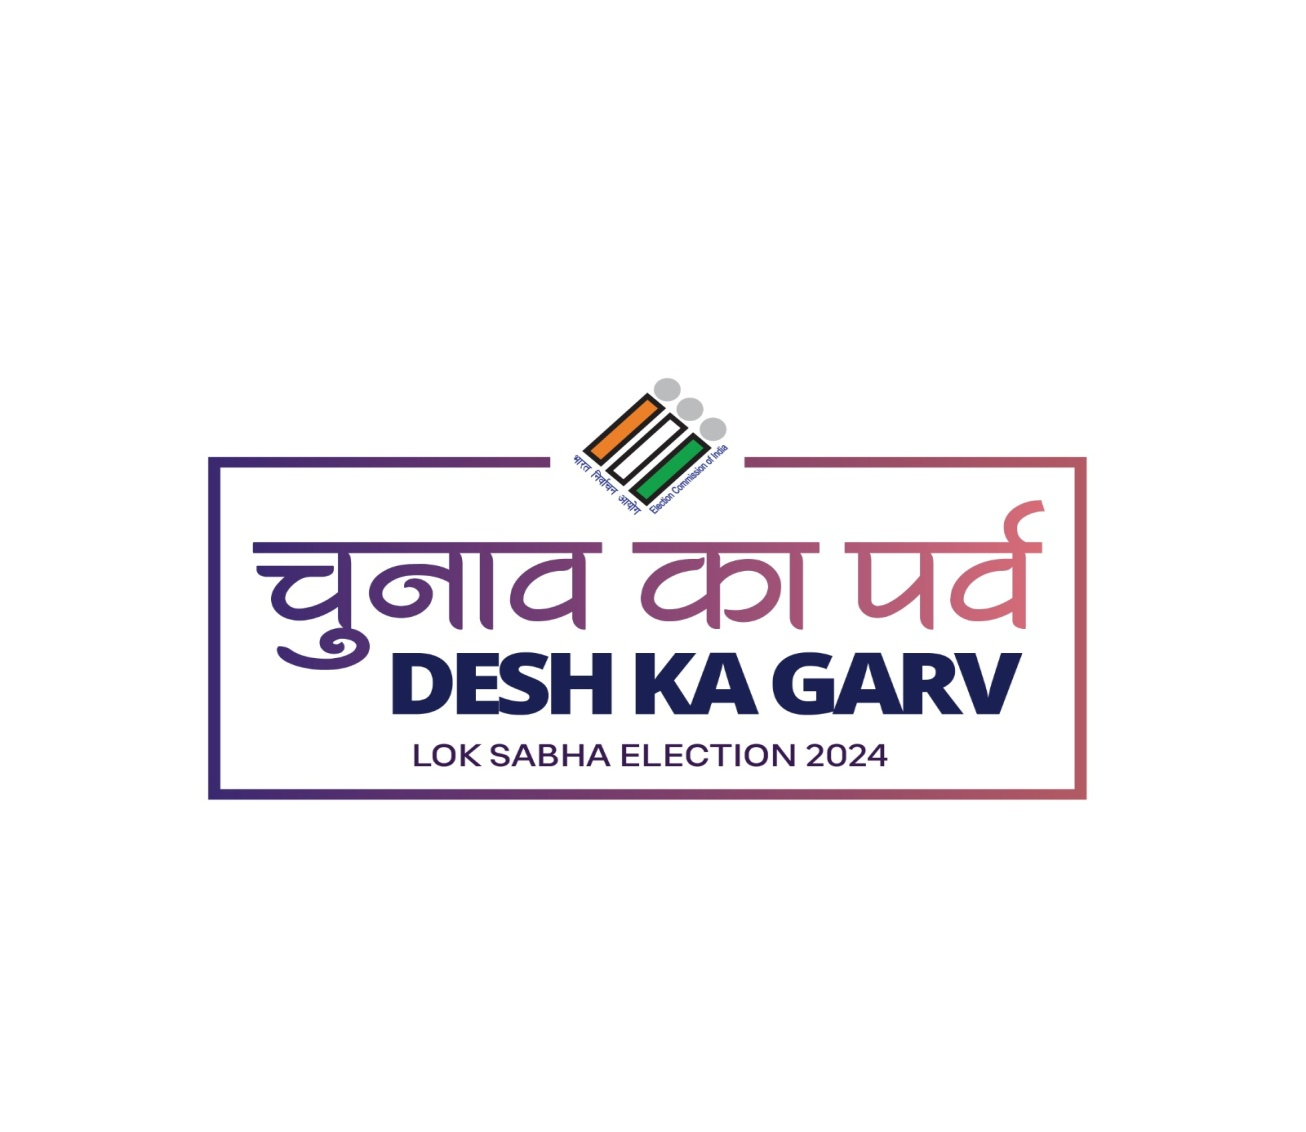 भारत निर्वाचन आयोग
Election Commission of India
चुनाव का पर्व
DESH KA GARV
LOK SABHA ELECTION 2024